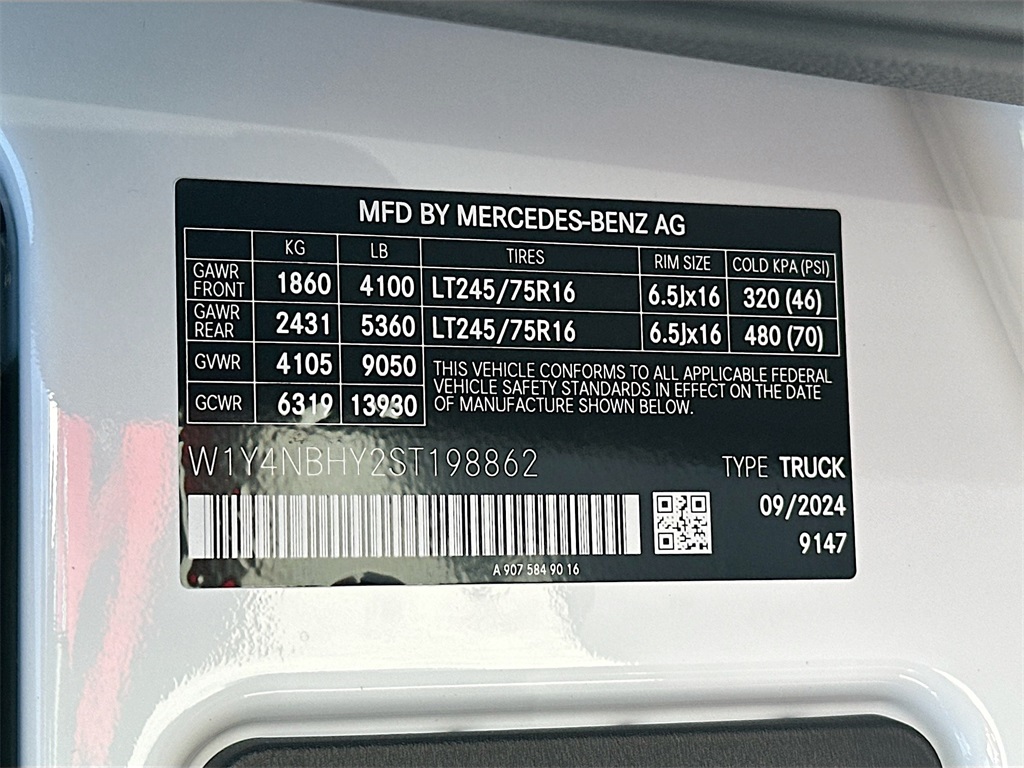 MFD BY MERCEDES-BENZ AG
KG LB TIRES RIM SIZE COLD KPA (PSI)
GAWR FRONT 1860 4100 LT245/75R16 6.5Jx16 320 (46)
GAWR REAR 2431 5360 LT245/75R16 6.5Jx16 480 (70)
GVWR 4105 9050
GCWR 6319 13930
THIS VEHICLE CONFORMS TO ALL APPLICABLE FEDERAL
VEHICLE SAFETY STANDARDS IN EFFECT ON THE DATE
OF MANUFACTURE SHOWN BELOW.
W1Y4NBHY2ST198862 TYPE TRUCK
09/2024
9147
A 907 584 90 16